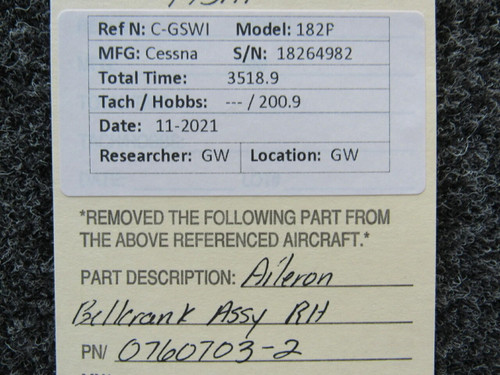 Ref N: C-GSWI Model: 182P
MFG: Cessna S/N: 18264982
Total Time: 3518.9
Tach / Hobbs: --- / 200.9
Date: 11-2021
Researcher: GW Location: GW
*REMOVED THE FOLLOWING PART FROM
THE ABOVE REFERENCED AIRCRAFT.*
PART DESCRIPTION: Aileron
Bellcrank Assy RH
PN/ 0760703-2